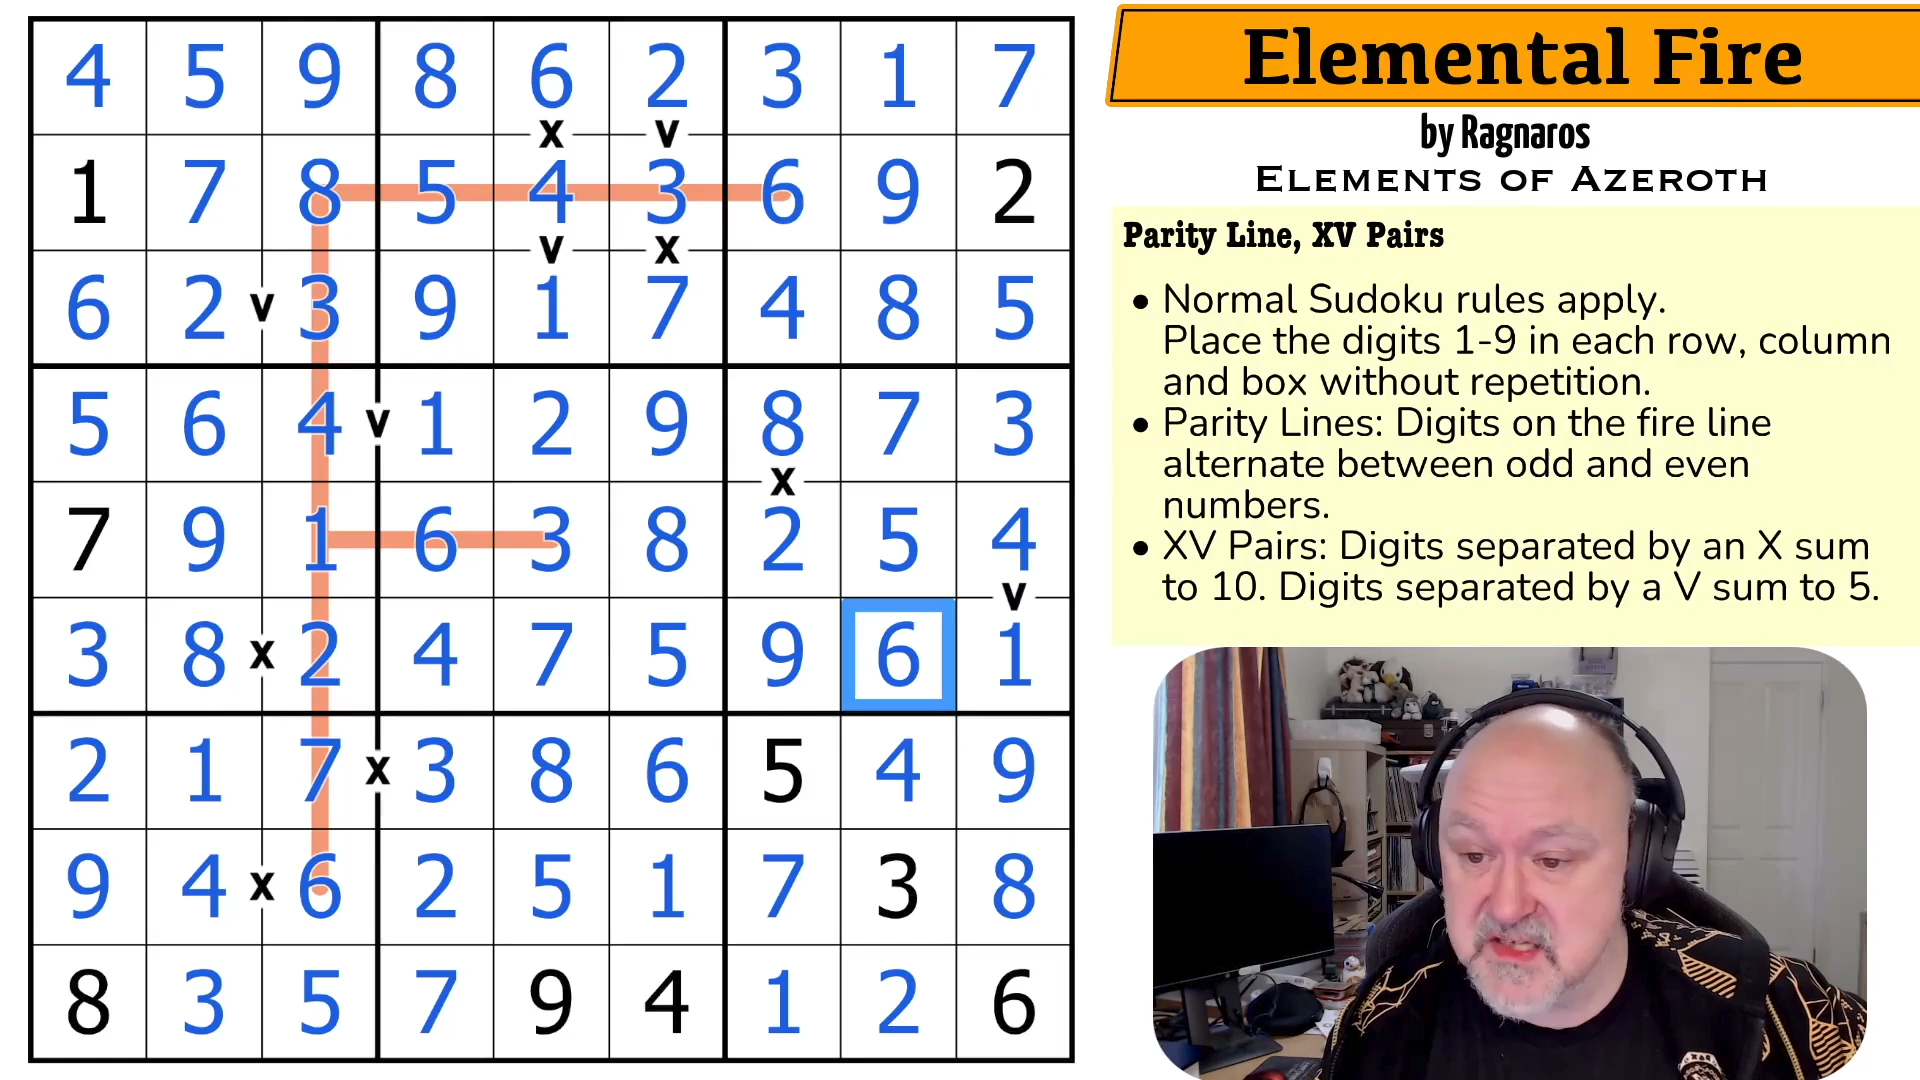 Elemental Fire
by Ragnaros
ELEMENTS OF AZEROTH
Parity Line, XV Pairs
• Normal Sudoku rules apply.
Place the digits 1-9 in each row, column
and box without repetition.
• Parity Lines: Digits on the fire line
alternate between odd and even
numbers.
• XV Pairs: Digits separated by an X sum
to 10. Digits separated by a V sum to 5.
4 5 9 8 6 2 3 1 7
x v
1 7 8 5 4 3 6 9 2
v x
6 2 v 3 9 1 7 4 8 5
5 6 4 v 1 2 9 8 7 3
x
7 9 1 6 3 8 2 5 4
v
3 8 x 2 4 7 5 9 6 1
2 1 7 x 3 8 6 5 4 9
9 4 x 6 2 5 1 7 3 8
8 3 5 7 9 4 1 2 6